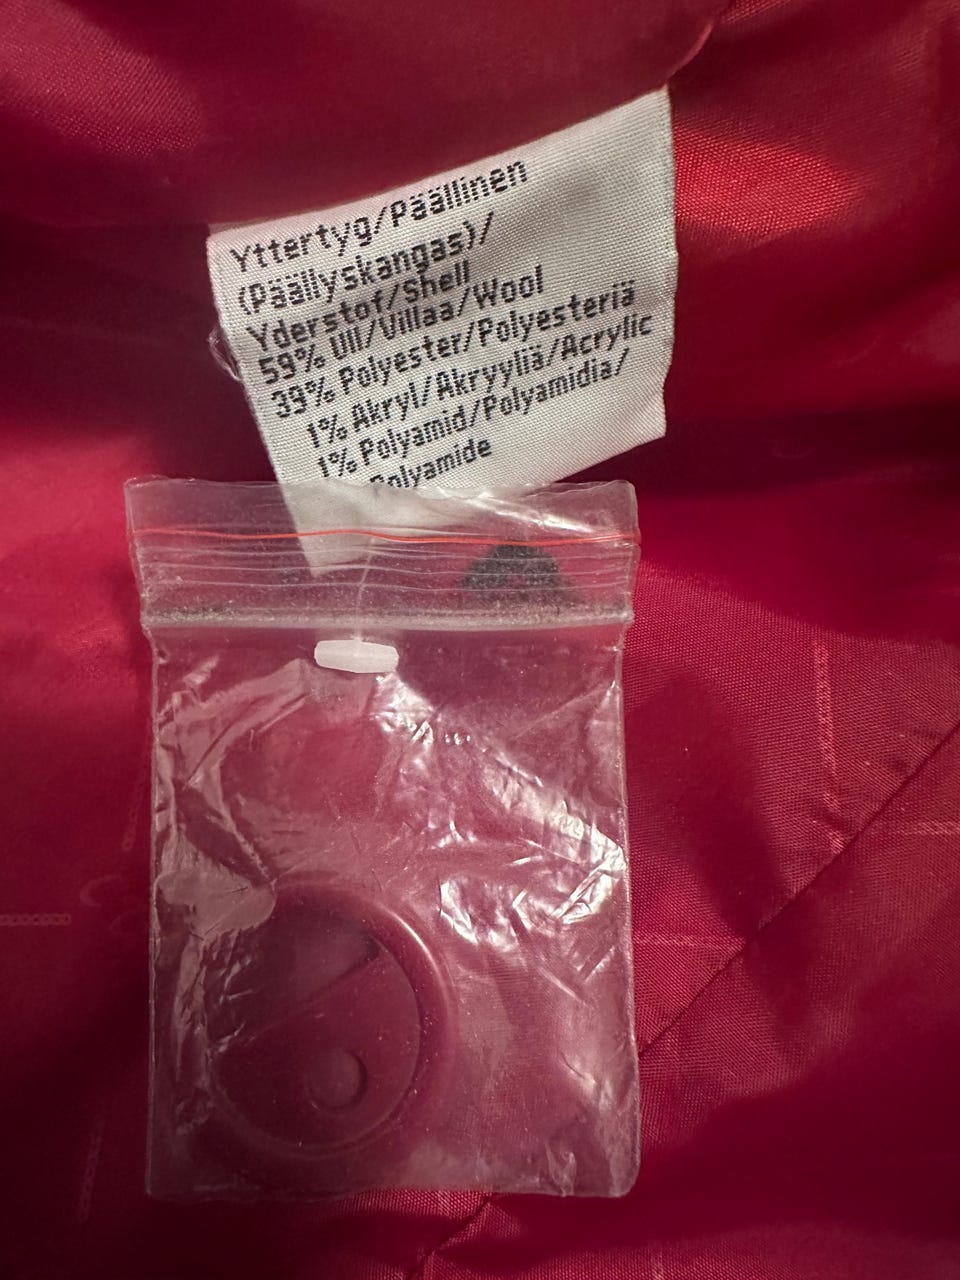 Yttertyg/Päällinen
(Päällyskangas)/
Yderstof/Shell
59% Ull/Villaa/Wool
39% Polyester/Polyesteriä
1% Akryl/Akryyliä/Acrylic
1% Polyamid/Polyamidia/
Polyamide